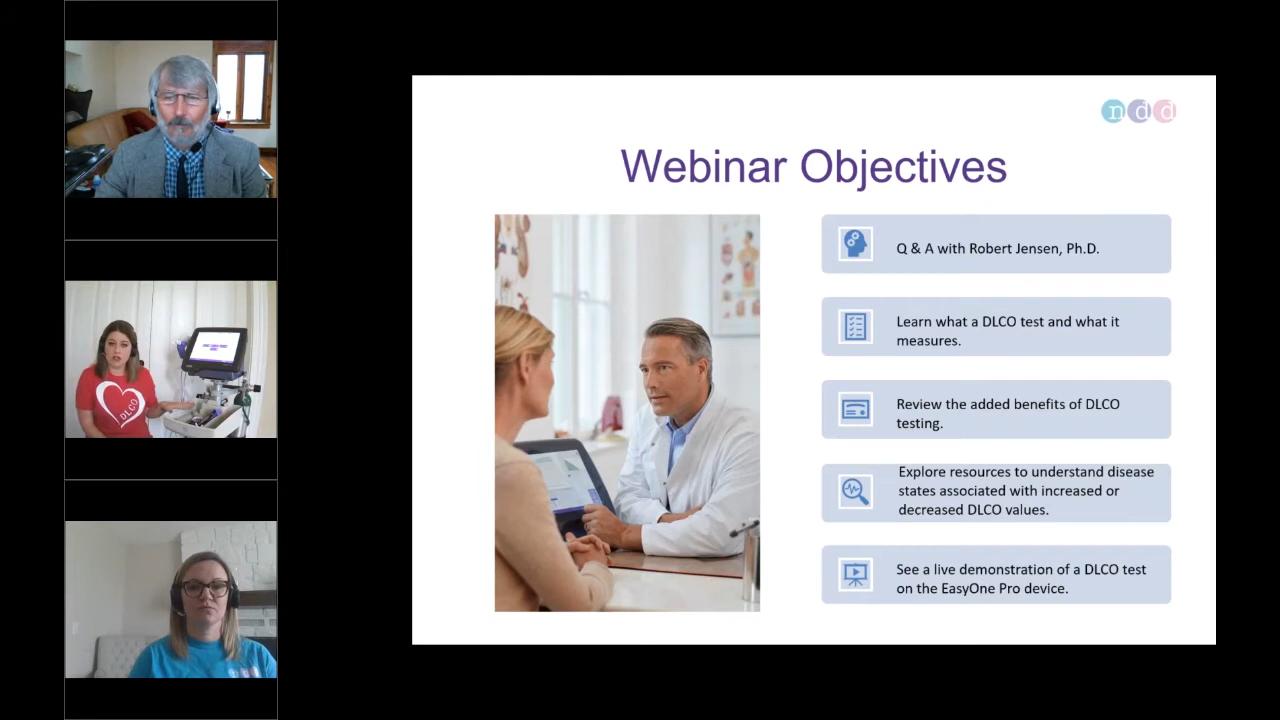 ndd
Webinar Objectives
Q & A with Robert Jensen, Ph.D.
Learn what a DLCO test and what it
measures.
Review the added benefits of DLCO
testing.
Explore resources to understand disease
states associated with increased or
decreased DLCO values.
See a live demonstration of a DLCO test
on the EasyOne Pro device.
DLCO